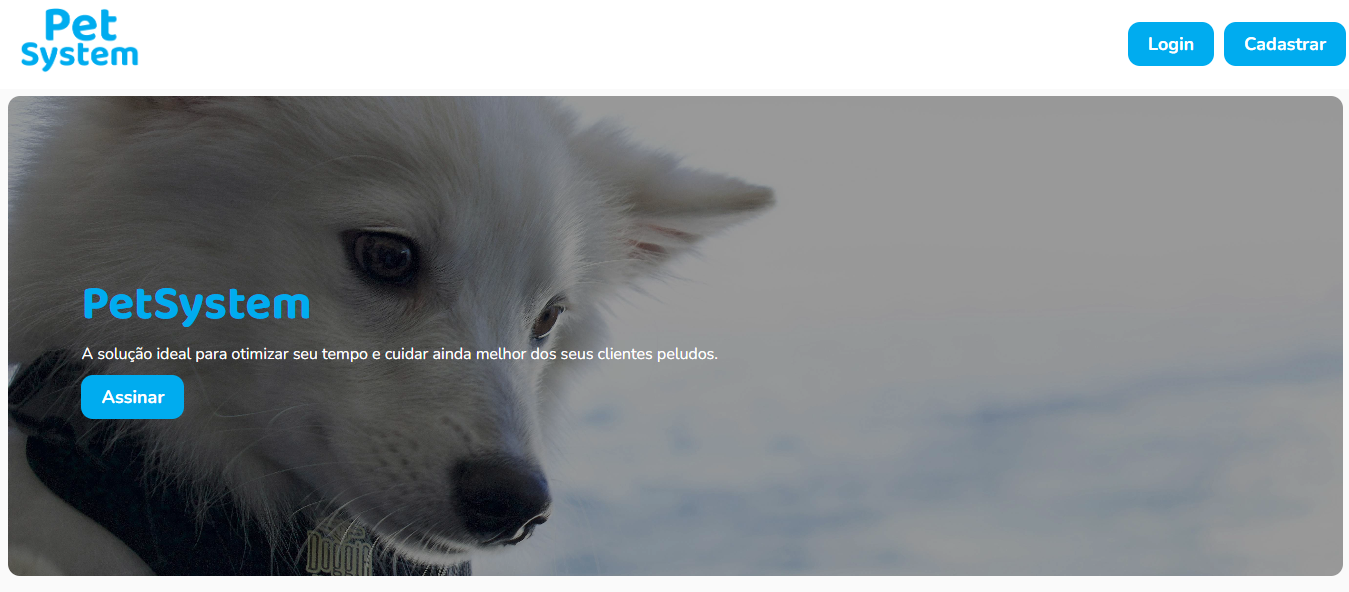 Pet
System
Login
Cadastrar
PetSystem
A solução ideal para otimizar seu tempo e cuidar ainda melhor dos seus clientes peludos.
Assinar
Doggie